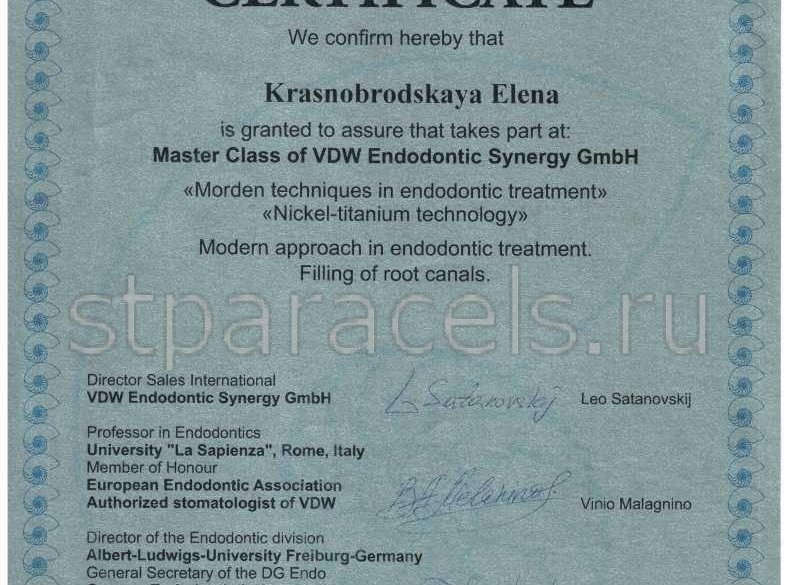 CERTIFICATE
We confirm hereby that
Krasnobrodskaya Elena
is granted to assure that takes part at:
Master Class of VDW Endodontic Synergy GmbH
«Morden techniques in endodontic treatment»
«Nickel-titanium technology»
Modern approach in endodontic treatment.
Filling of root canals.
stparacels.ru
Director Sales International
VDW Endodontic Synergy GmbH
L Satanovskij
Leo Satanovskij
Professor in Endodontics
University "La Sapienza", Rome, Italy
Member of Honour
European Endodontic Association
Authorized stomatologist of VDW
Vinio Malagnino
Director of the Endodontic division
Albert-Ludwigs-University Freiburg-Germany
General Secretary of the DG Endo